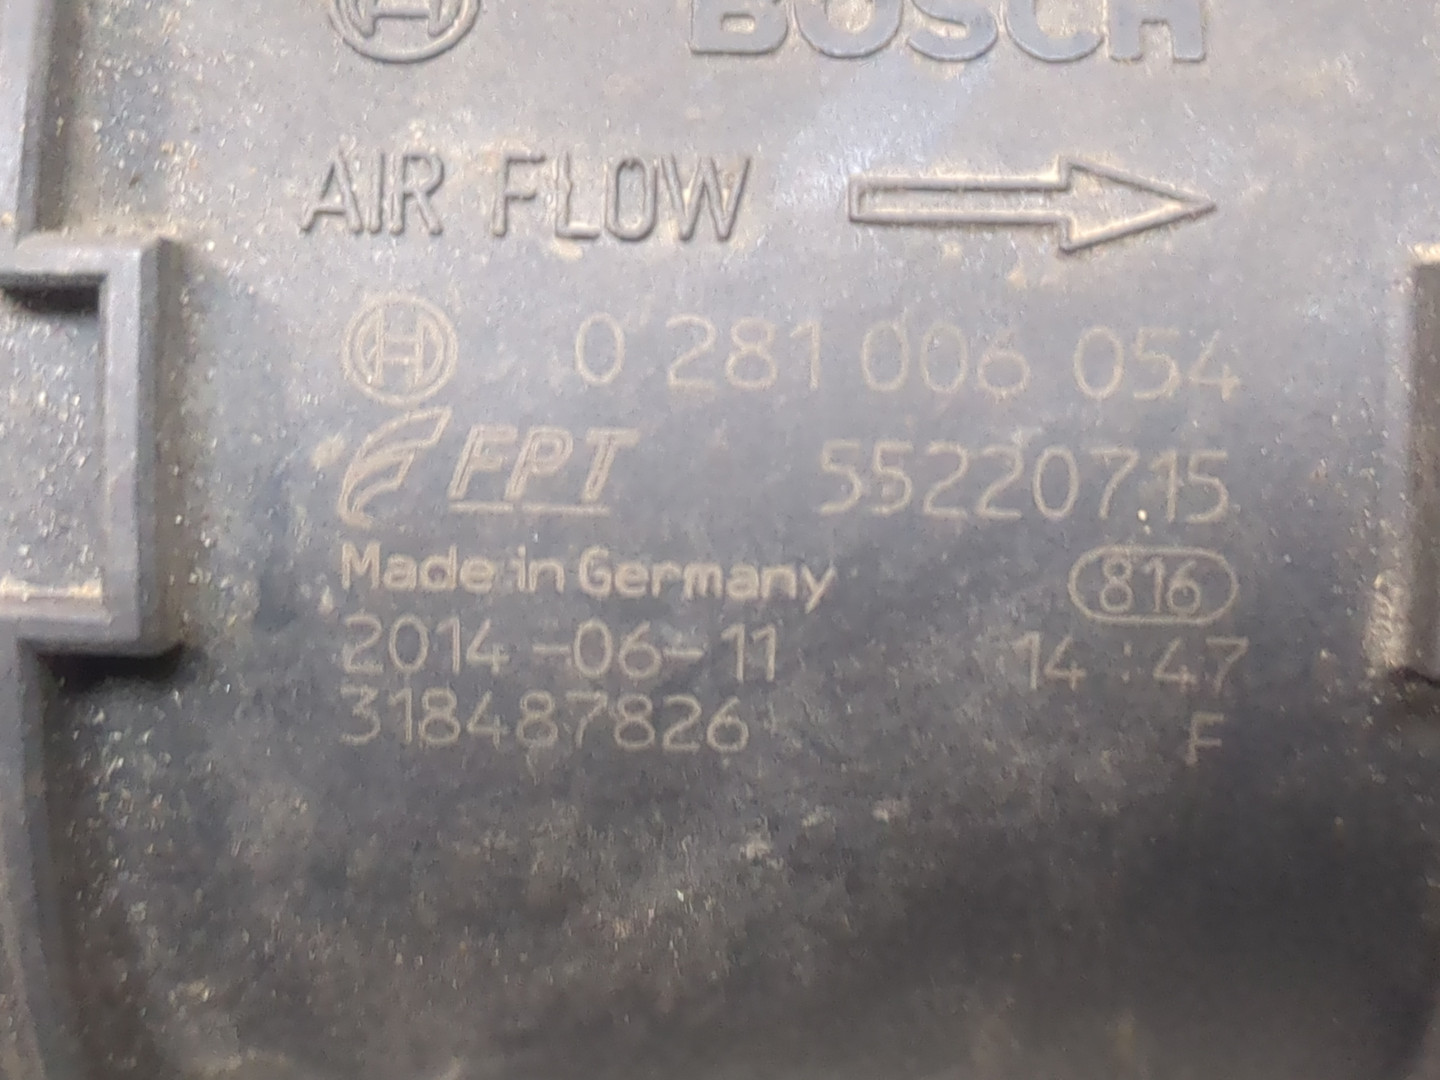 BOSCH
AIR FLOW
0 281 006 054
FPT 55220715
Made in Germany 816
2014-06-11 14:47
318487826 F